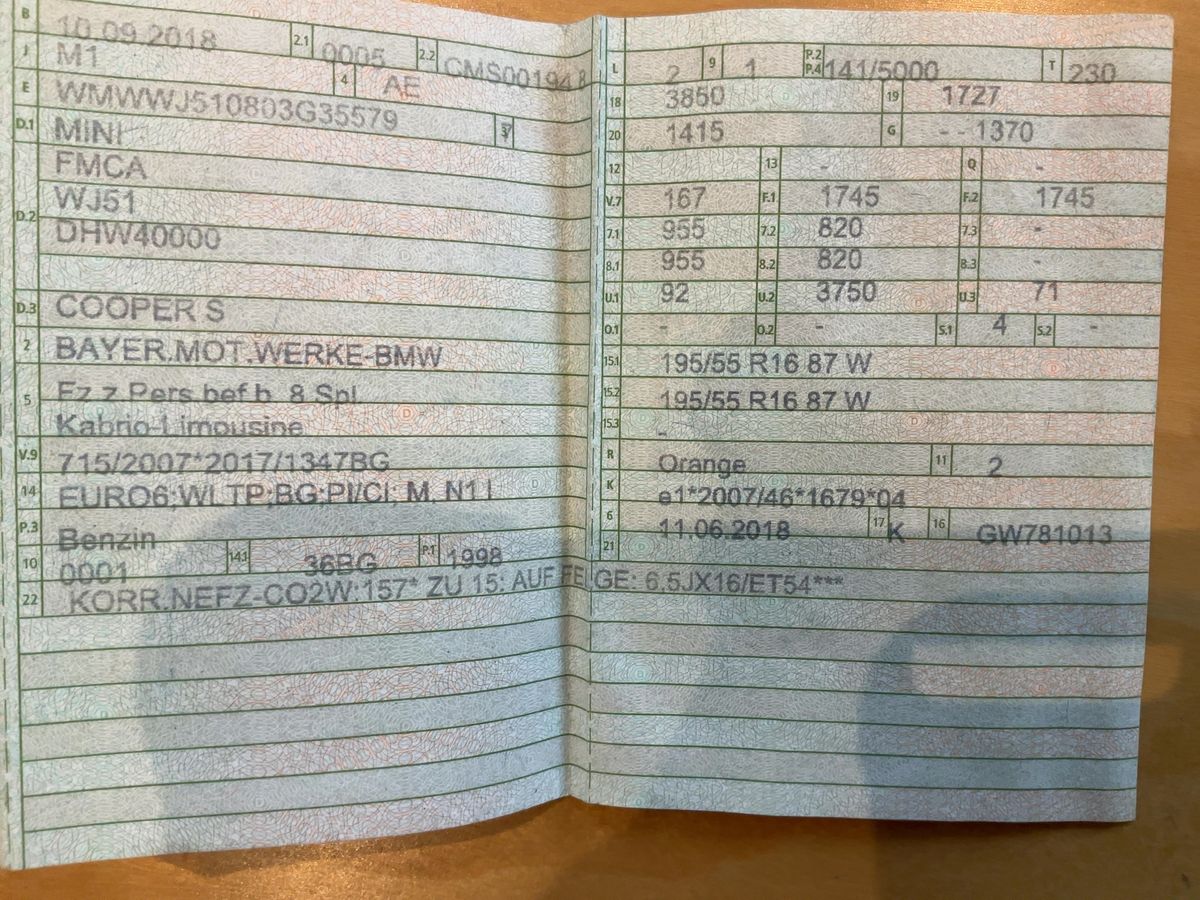 B 10.09.2018 2.1 0005 2.2 CMS00194 8
J M1 4 AE
E WMWWJ510803G35579 3
D.1 MINI
FMCA
D.2 WJ51
DHW40000
D.3 COOPER S
2 BAYER.MOT.WERKE-BMW
5 Fz.z.Pers.bef.b. 8 Spl.
Kabrio-Limousine
V.9 715/2007*2017/1347BG
14 EURO6;WLTP;BG;PI/CI; M, N1 I
P.3 Benzin
10 0001 14.1 36BG P.1 1998
22 KORR.NEFZ-CO2W:157* ZU 15: AUF FELGE: 6.5JX16/ET54***
L 2 9 1 P.2 P.4 141/5000 T 230
18 3850 19 1727
20 1415 G - - 1370
12 13 - Q -
V.7 167 F.1 1745 F.2 1745
7.1 955 7.2 820 7.3 -
8.1 955 8.2 820 8.3 -
U.1 92 U.2 3750 U.3 71
O.1 - O.2 - S.1 4 S.2 -
15.1 195/55 R16 87 W
15.2 195/55 R16 87 W
15.3 -
R Orange 11 2
K e1*2007/46*1679*04
6 11.06.2018 17 K 16 GW781013
21